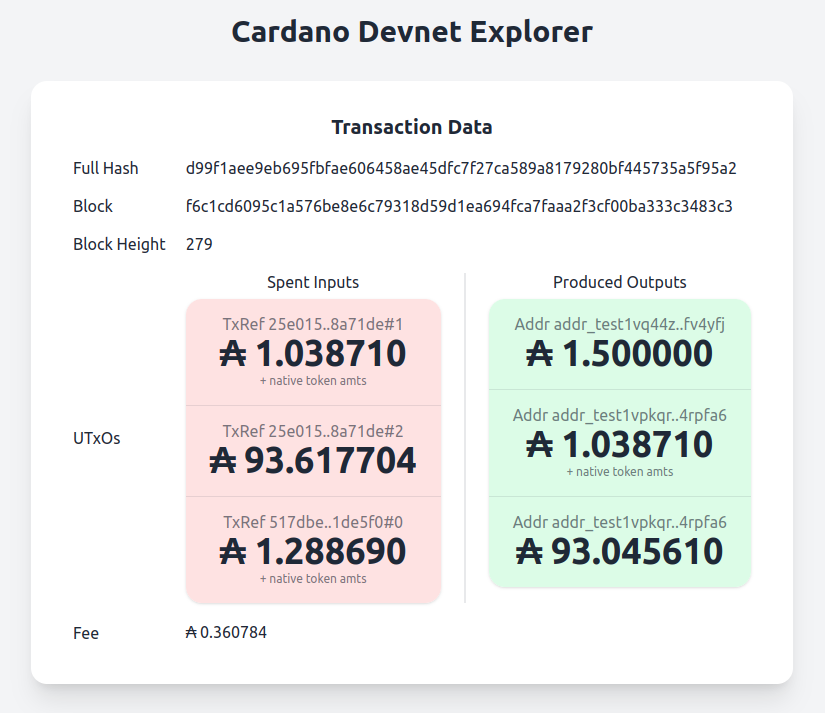 Cardano Devnet Explorer
Transaction Data
Full Hash d99f1aee9eb695fbfae606458ae45dfc7f27ca589a8179280bf445735a5f95a2
Block f6c1cd6095c1a576be8e6c79318d59d1ea694fca7faaa2f3cf00ba333c3483c3
Block Height 279
UTxOs
Spent Inputs
TxRef 25e015..8a71de#1
₳ 1.038710
+ native token amts
TxRef 25e015..8a71de#2
₳ 93.617704
TxRef 517dbe..1de5f0#0
₳ 1.288690
+ native token amts
Produced Outputs
Addr addr_test1vq44z..fv4yfj
₳ 1.500000
Addr addr_test1vpkqr..4rpfa6
₳ 1.038710
+ native token amts
Addr addr_test1vpkqr..4rpfa6
₳ 93.045610
Fee ₳ 0.360784